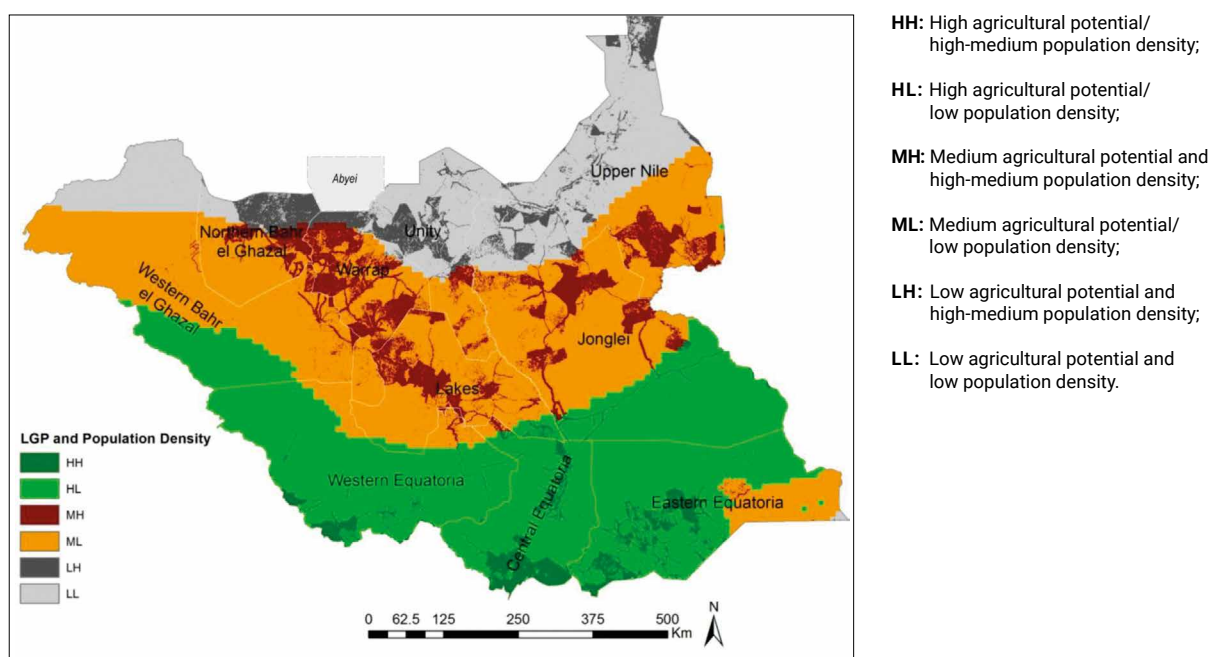 Abyei
Upper Nile
Northern Bahr
el Ghazal
Unity
Warrap
Western Bahr
el Ghazal
Jonglei
Lakes
Western Equatoria
Central Equatoria
Eastern Equatoria
LGP and Population Density
HH
HL
MH
ML
LH
LL
0 62.5 125 250 375 500
Km
N
HH: High agricultural potential/
high-medium population density;
HL: High agricultural potential/
low population density;
MH: Medium agricultural potential and
high-medium population density;
ML: Medium agricultural potential/
low population density;
LH: Low agricultural potential and
high-medium population density;
LL: Low agricultural potential and
low population density.